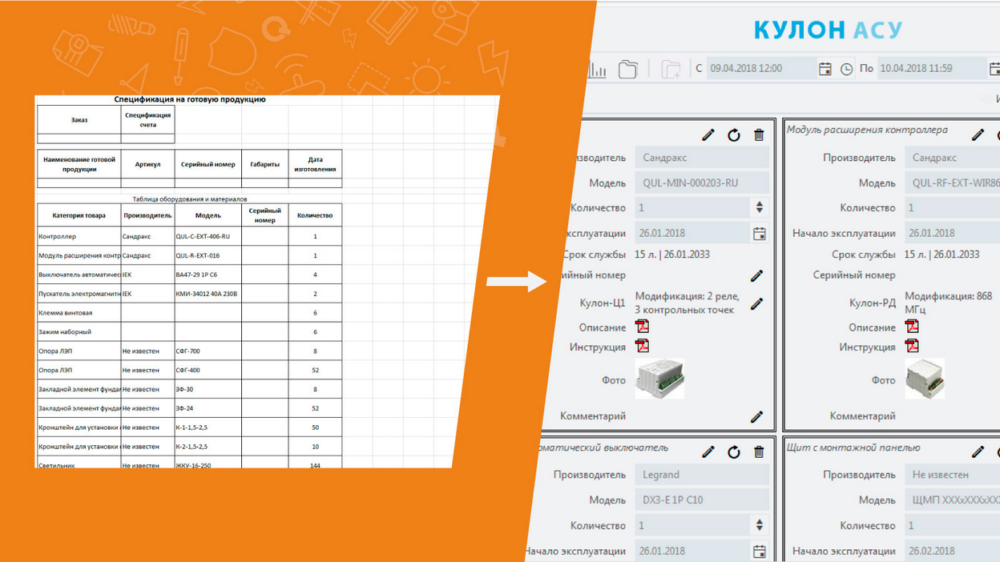 Спецификация на готовую продукцию
Заказ Спецификация счета
Наименование готовой продукции Артикул Серийный номер Габариты Дата изготовления
Таблица оборудования и материалов
Категория товара Производитель Модель Серийный номер Количество
Контроллер Сандракс QUL-C-EXT-406-RU 1
Модуль расширения контр Сандракс QUL-R-EXT-016 1
Выключатель автоматичес IEK ВА47-29 1P C6 4
Пускатель электромагнитн IEK КМИ-34012 40А 230В 2
Клемма винтовая 6
Зажим наборный 6
Опора ЛЭП Не известен СФГ-700 8
Опора ЛЭП Не известен СФГ-400 52
Закладной элемент фунда Не известен ЗФ-30 8
Закладной элемент фунда Не известен ЗФ-24 52
Кронштейн для установки Не известен К-1-1,5-2,5 50
Кронштейн для установки Не известен К-2-1,5-2,5 10
Светильник Не известен ЖКУ-16-250 144
КУЛОН АСУ
С 09.04.2018 12:00 По 10.04.2018 11:59
изводитель Сандракс
Модель QUL-MIN-000203-RU
Количество 1
ксплуатации 26.01.2018
Срок службы 15 л. | 26.01.2033
ийный номер
Кулон-Ц1 Модификация: 2 реле,
3 контрольных точек
Описание
Инструкция
Фото
Комментарий
Модуль расширения контроллера
Производитель Сандракс
Модель QUL-RF-EXT-WIR86
Количество 1
Начало эксплуатации 26.01.2018
Срок службы 15 л. | 26.01.2033
Серийный номер
Кулон-РД Модификация: 868
МГц
Описание
Инструкция
Фото
Комментарий
оматический выключатель
Производитель Legrand
Модель DX3-E 1P C10
Количество 1
Начало эксплуатации 26.01.2018
Щит с монтажной панелью
Производитель Не известен
Модель ЩМП XXXxXXXxXX
Количество 1
Начало эксплуатации 26.02.2018